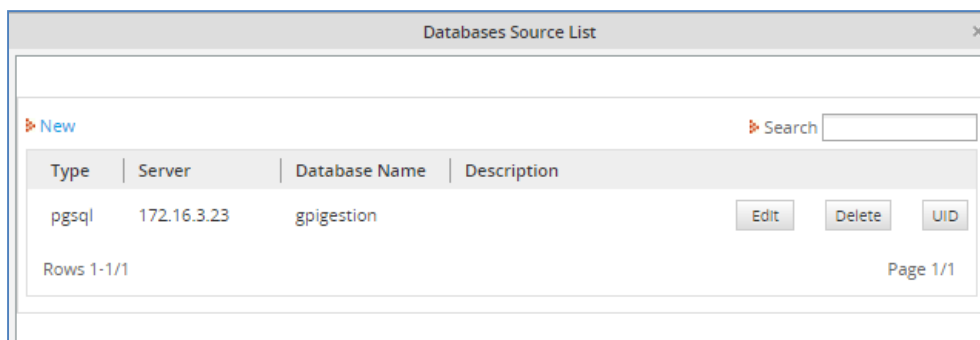 Databases Source List
New Search
Type Server Database Name Description
pgsql 172.16.3.23 gpigestion Edit Delete UID
Rows 1-1/1 Page 1/1